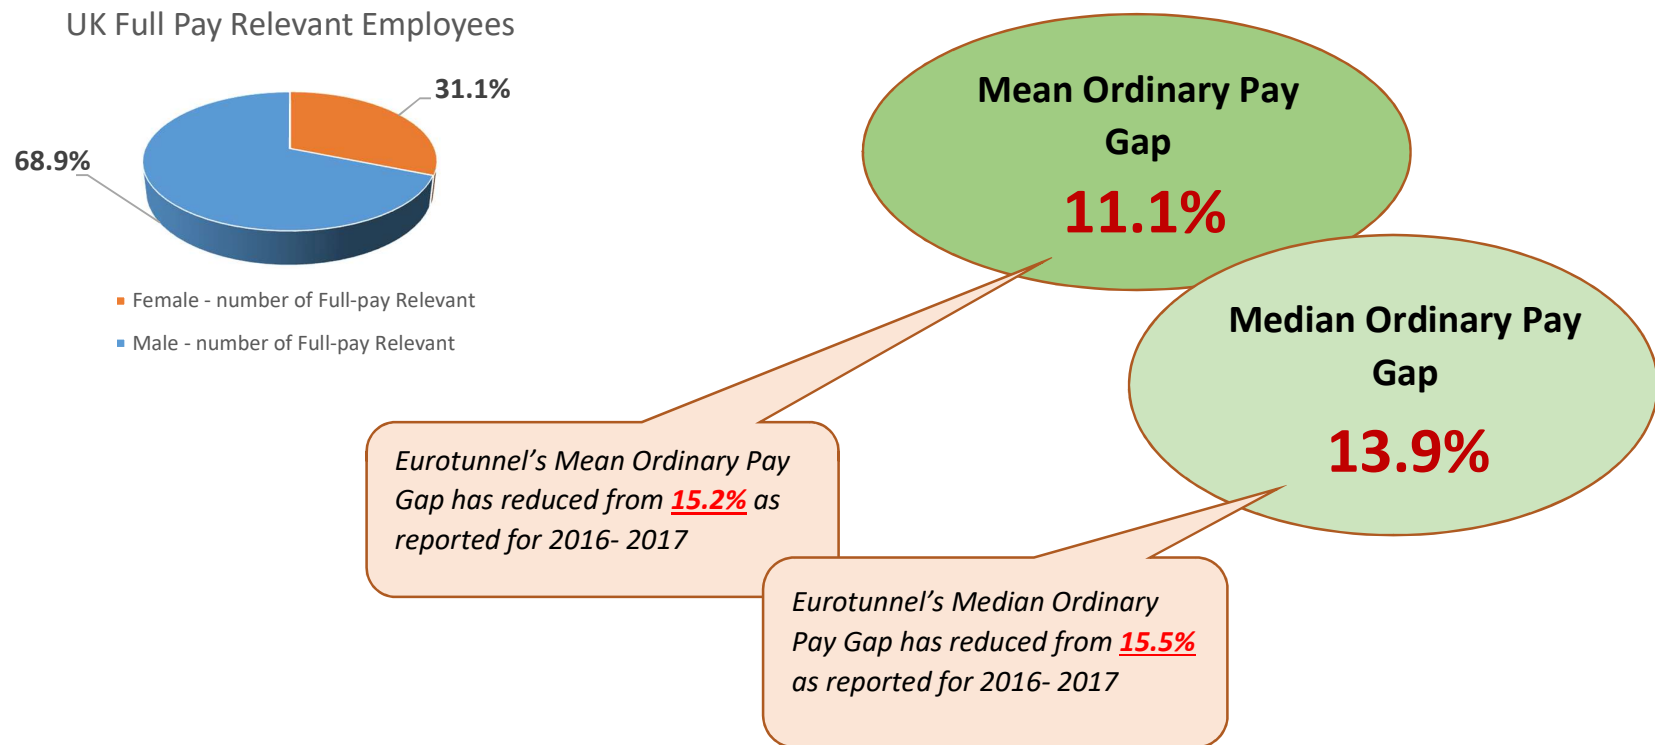 UK Full Pay Relevant Employees
31.1%
68.9%
Female - number of Full-pay Relevant
Male - number of Full-pay Relevant
Mean Ordinary Pay
Gap
11.1%
Median Ordinary Pay
Gap
13.9%
Eurotunnel’s Mean Ordinary Pay
Gap has reduced from 15.2% as
reported for 2016- 2017
Eurotunnel’s Median Ordinary
Pay Gap has reduced from 15.5%
as reported for 2016- 2017